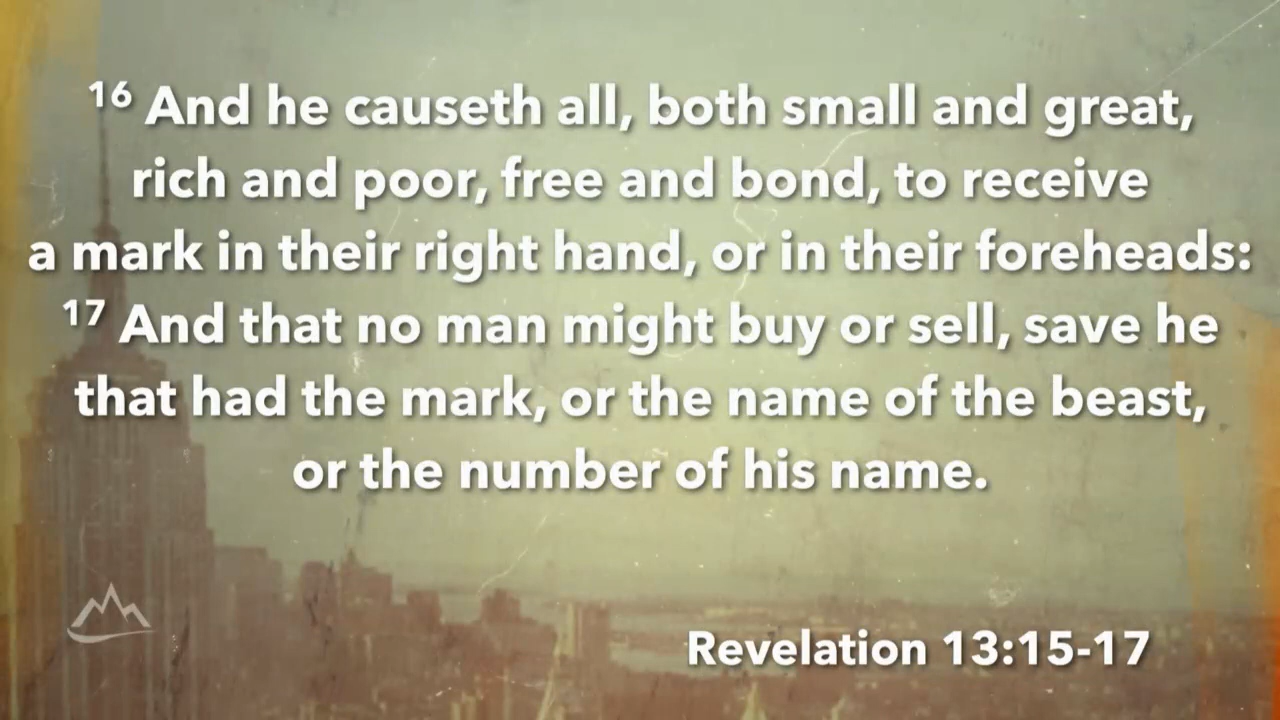 16 And he causeth all, both small and great,
rich and poor, free and bond, to receive
a mark in their right hand, or in their foreheads:
17 And that no man might buy or sell, save he
that had the mark, or the name of the beast,
or the number of his name.
Revelation 13:15-17